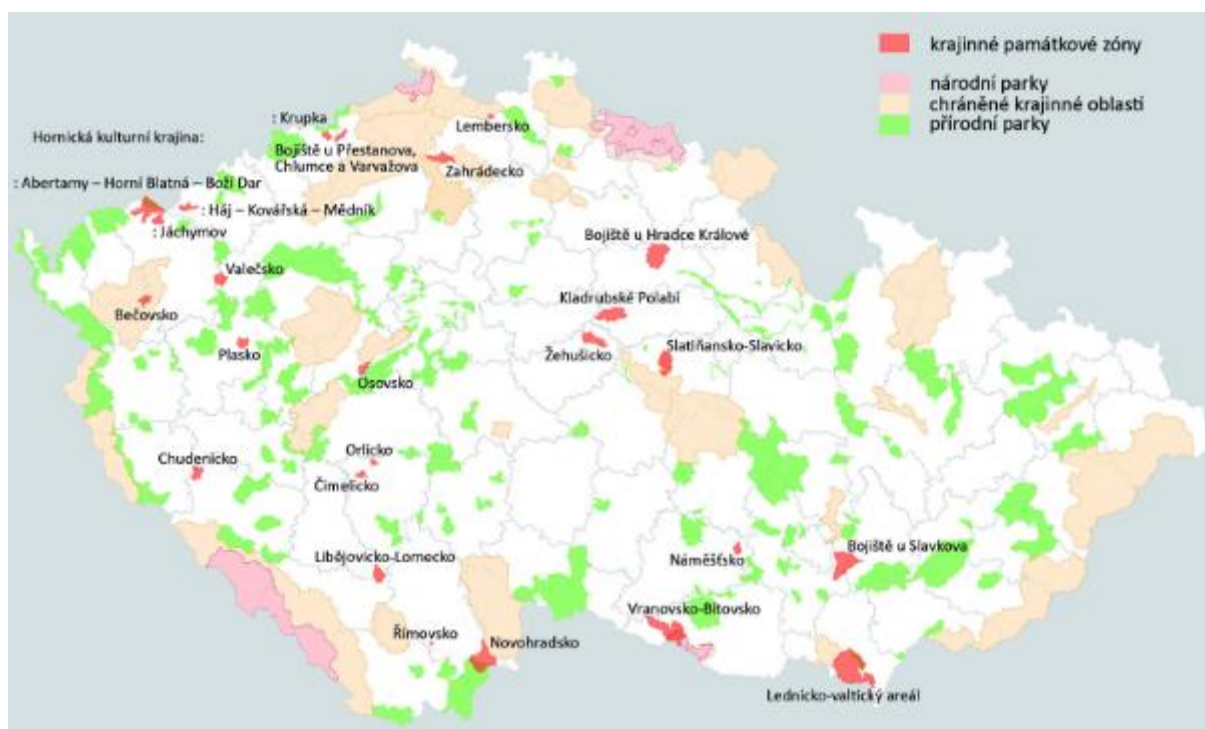 krajinné památkové zóny
národní parky
chráněné krajinné oblasti
přírodní parky
: Krupka
Hornická kulturní krajina:
Lembersko
Bojiště u Přestanova,
Chlumce a Varvažova
Zahrádecko
: Abertamy – Horní Blatná – Boží Dar
: Háj – Kovářská – Mědník
: Jáchymov
Bojiště u Hradce Králové
Valečsko
Bečovsko
Kladrubské Polabí
Plasko
Žehušicko
Slatiňansko-Slavicko
Osovsko
Orlicko
Chudenicko
Čimelicko
Libějovicko-Lomecko
Náměšťsko
Bojiště u Slavkova
Vranovsko-Bítovsko
Římovsko
Novohradsko
Lednicko-valtický areál